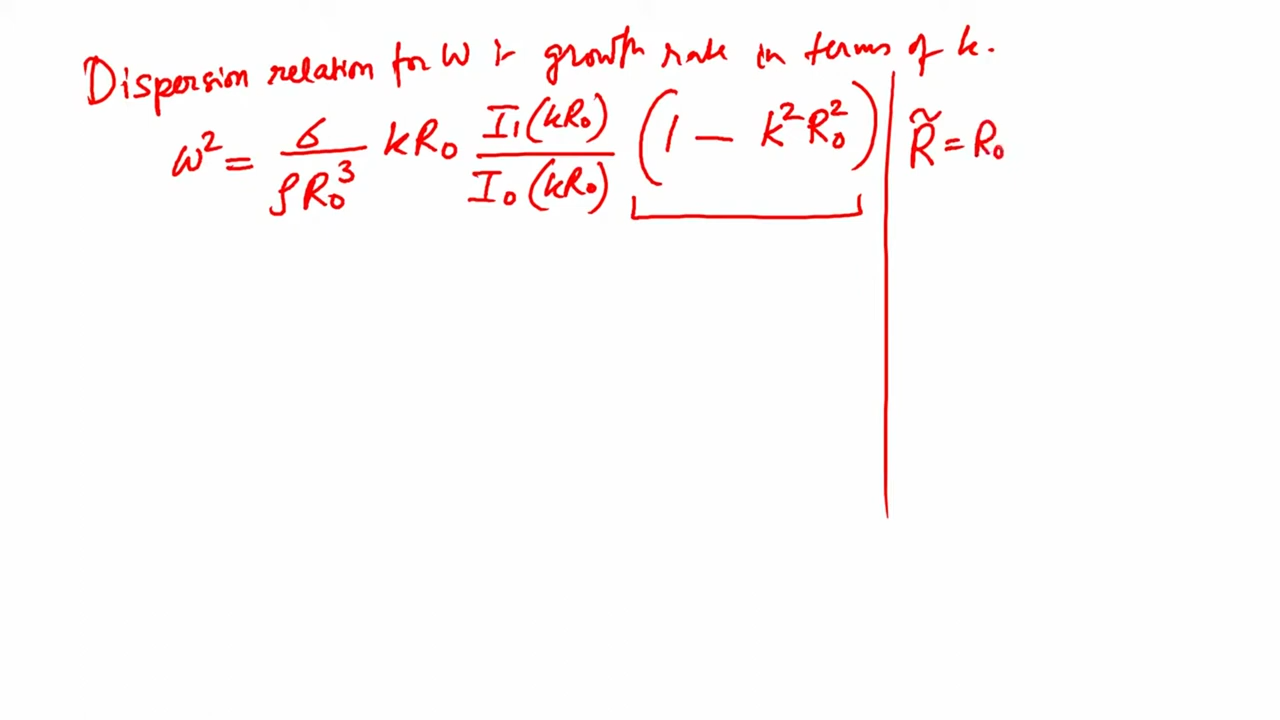 Dispersion relation for ω i- growth rate in terms of k.
ω² = σ/ρR₀³ kR₀ I₁(kR₀)/I₀(kR₀) (1 − k²R₀²)
R̃ = R₀